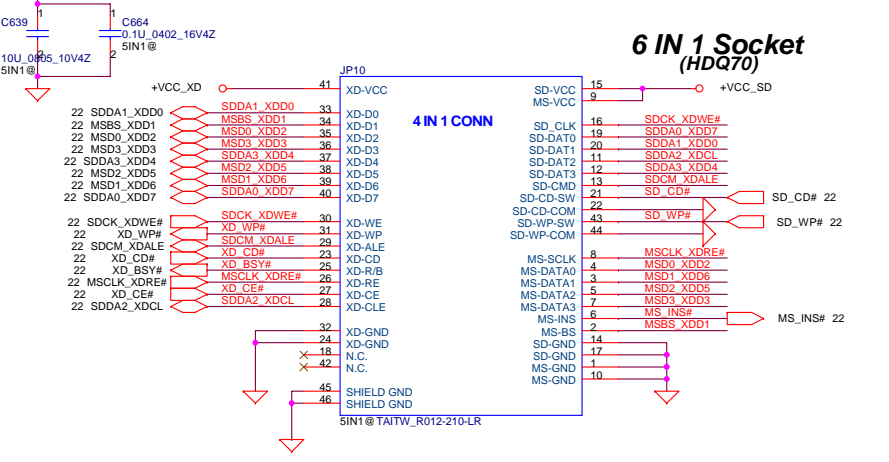 1
1
C639
C664
0.1U_0402_16V4Z
5IN1@
2
2
10U_0805_10V4Z
5IN1@
6 IN 1 Socket
(HDQ70)
JP10
4 IN 1 CONN
+VCC_XD 41 XD-VCC
22 SDDA1_XDD0 SDDA1_XDD0 33 XD-D0
22 MSBS_XDD1 MSBS_XDD1 34 XD-D1
22 MSD0_XDD2 MSD0_XDD2 35 XD-D2
22 MSD3_XDD3 MSD3_XDD3 36 XD-D3
22 SDDA3_XDD4 SDDA3_XDD4 37 XD-D4
22 MSD2_XDD5 MSD2_XDD5 38 XD-D5
22 MSD1_XDD6 MSD1_XDD6 39 XD-D6
22 SDDA0_XDD7 SDDA0_XDD7 40 XD-D7
22 SDCK_XDWE# SDCK_XDWE# 30 XD-WE
22 XD_WP# XD_WP# 31 XD-WP
22 SDCM_XDALE SDCM_XDALE 29 XD-ALE
22 XD_CD# XD_CD# 23 XD-CD
22 XD_BSY# XD_BSY# 25 XD-R/B
22 MSCLK_XDRE# MSCLK_XDRE# 26 XD-RE
22 XD_CE# XD_CE# 27 XD-CE
22 SDDA2_XDCL SDDA2_XDCL 28 XD-CLE
32 XD-GND
24 XD-GND
18 N.C.
42 N.C.
45 SHIELD GND
46 SHIELD GND
SD-VCC 15 +VCC_SD
MS-VCC 9
SD_CLK 16 SDCK_XDWE#
SD-DAT0 19 SDDA0_XDD7
SD-DAT1 20 SDDA1_XDD0
SD-DAT2 11 SDDA2_XDCL
SD-DAT3 12 SDDA3_XDD4
SD-CMD 13 SDCM_XDALE
SD-CD-SW 21 SD_CD# SD_CD# 22
SD-CD-COM 22
SD-WP-SW 43 SD_WP# SD_WP# 22
SD-WP-COM 44
MS-SCLK 8 MSCLK_XDRE#
MS-DATA0 4 MSD0_XDD2
MS-DATA1 3 MSD1_XDD6
MS-DATA2 5 MSD2_XDD5
MS-DATA3 7 MSD3_XDD3
MS-INS 6 MS_INS# MS_INS# 22
MS-BS 2 MSBS_XDD1
SD-GND 14
SD-GND 17
MS-GND 1
MS-GND 10
5IN1@ TAITW_R012-210-LR